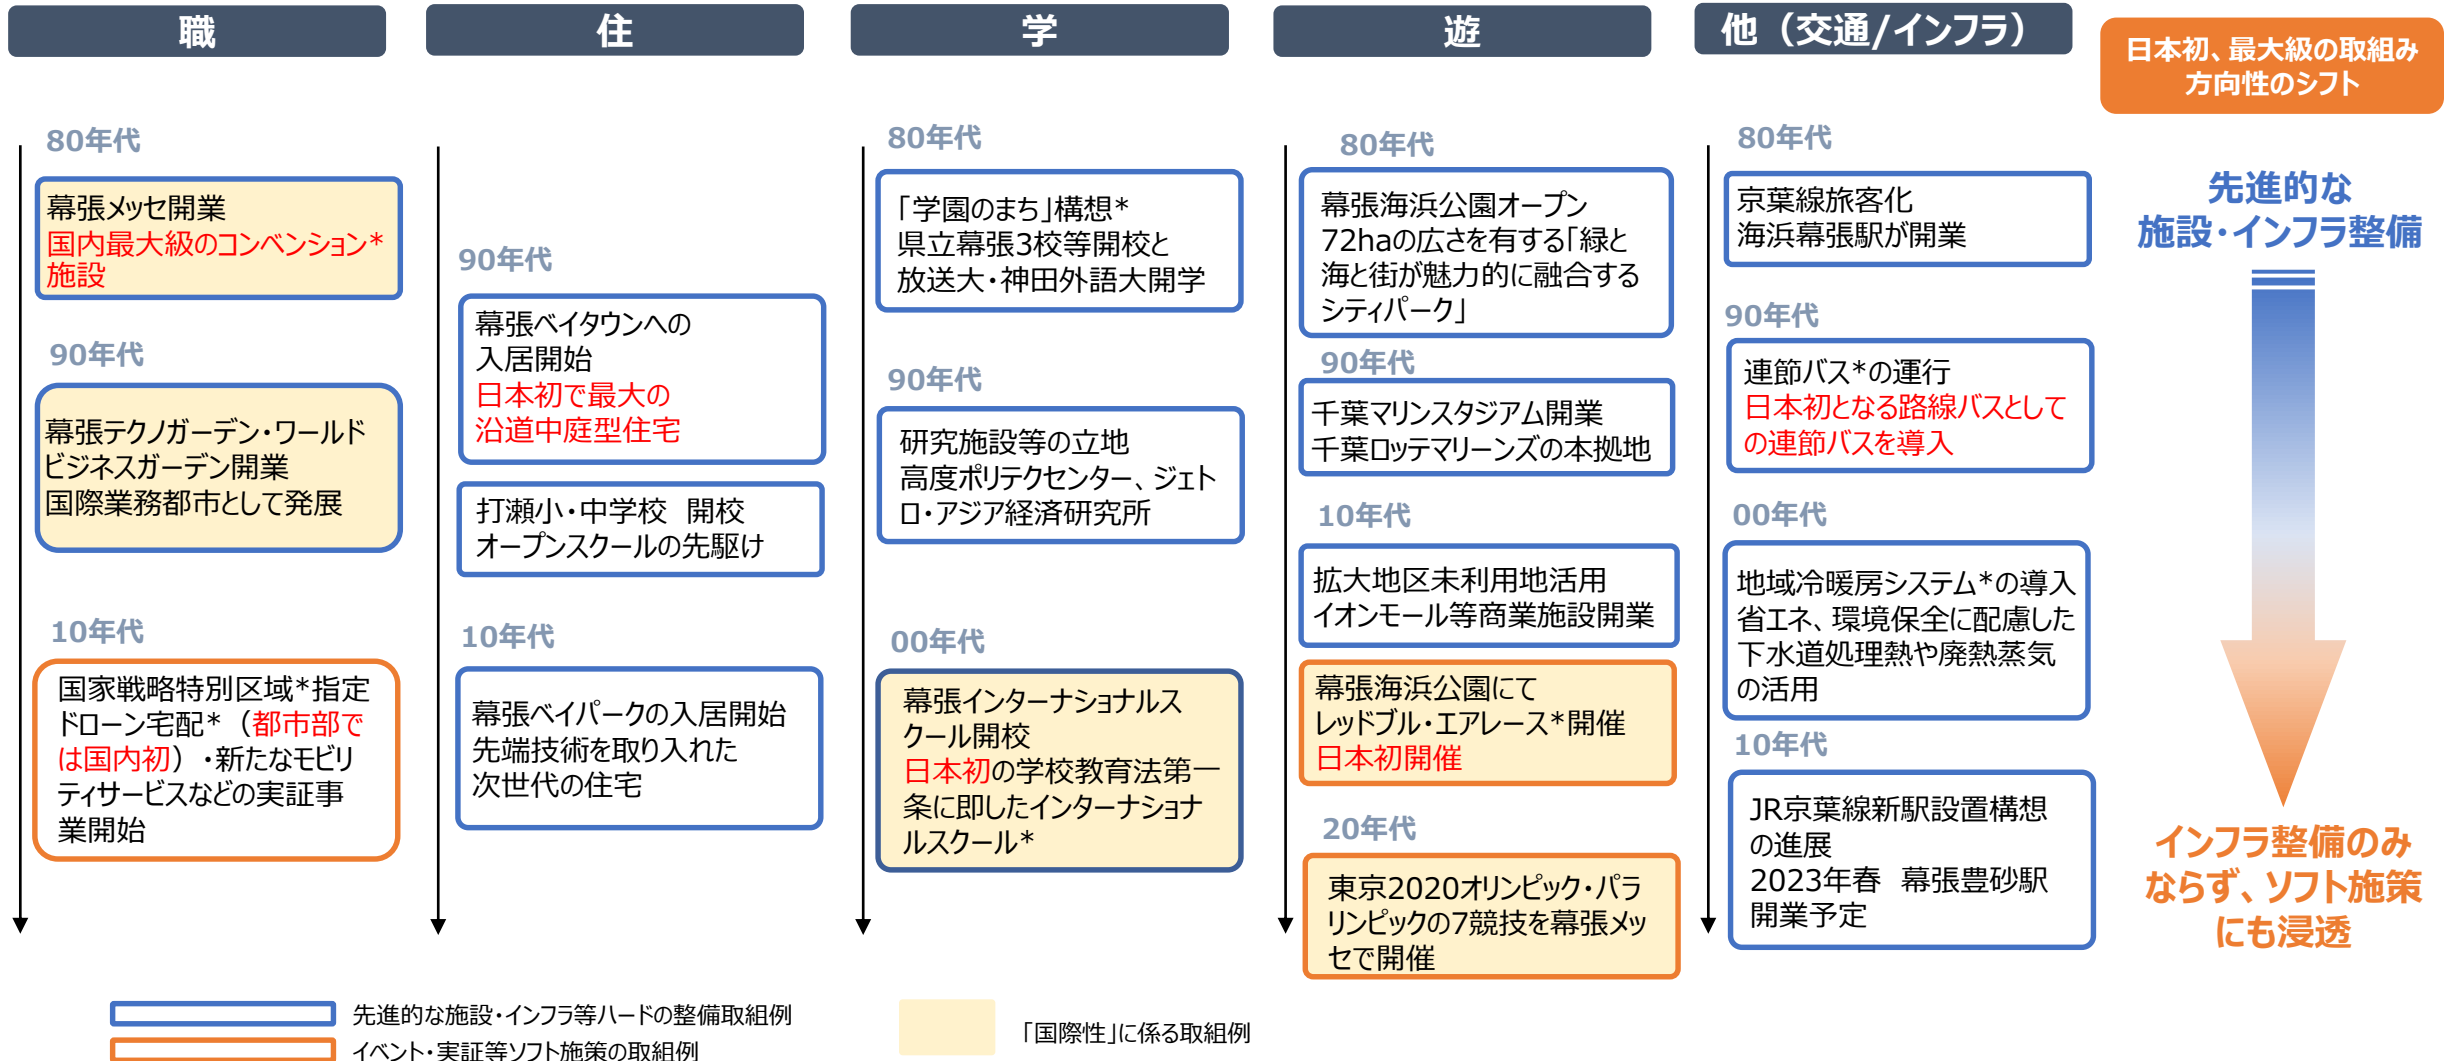 職
80年代
幕張メッセ開業
国内最大級のコンベンション*
施設
90年代
幕張テクノガーデン・ワールド
ビジネスガーデン開業
国際業務都市として発展
10年代
国家戦略特別区域*指定
ドローン宅配*（都市部で
は国内初）・新たなモビリ
ティサービスなどの実証事
業開始
住
90年代
幕張ベイタウンへの
入居開始
日本初で最大の
沿道中庭型住宅
打瀬小・中学校　開校
オープンスクールの先駆け
10年代
幕張ベイパークの入居開始
先端技術を取り入れた
次世代の住宅
学
80年代
「学園のまち」構想*
県立幕張3校等開校と
放送大・神田外語大開学
90年代
研究施設等の立地
高度ポリテクセンター、ジェト
ロ・アジア経済研究所
00年代
幕張インターナショナルス
クール開校
日本初の学校教育法第一
条に即したインターナショナ
ルスクール*
遊
80年代
幕張海浜公園オープン
72haの広さを有する「緑と
海と街が魅力的に融合する
シティパーク」
90年代
千葉マリンスタジアム開業
千葉ロッテマリーンズの本拠地
10年代
拡大地区未利用地活用
イオンモール等商業施設開業
幕張海浜公園にて
レッドブル・エアレース*開催
日本初開催
20年代
東京2020オリンピック・パラ
リンピックの7競技を幕張メッ
セで開催
他（交通/インフラ）
80年代
京葉線旅客化
海浜幕張駅が開業
90年代
連節バス*の運行
日本初となる路線バスとして
の連節バスを導入
00年代
地域冷暖房システム*の導入
省エネ、環境保全に配慮した
下水道処理熱や廃熱蒸気
の活用
10年代
JR京葉線新駅設置構想
の進展
2023年春　幕張豊砂駅
開業予定
日本初、最大級の取組み
方向性のシフト
先進的な
施設・インフラ整備
インフラ整備のみ
ならず、ソフト施策
にも浸透
先進的な施設・インフラ等ハードの整備取組例
イベント・実証等ソフト施策の取組例
「国際性」に係る取組例